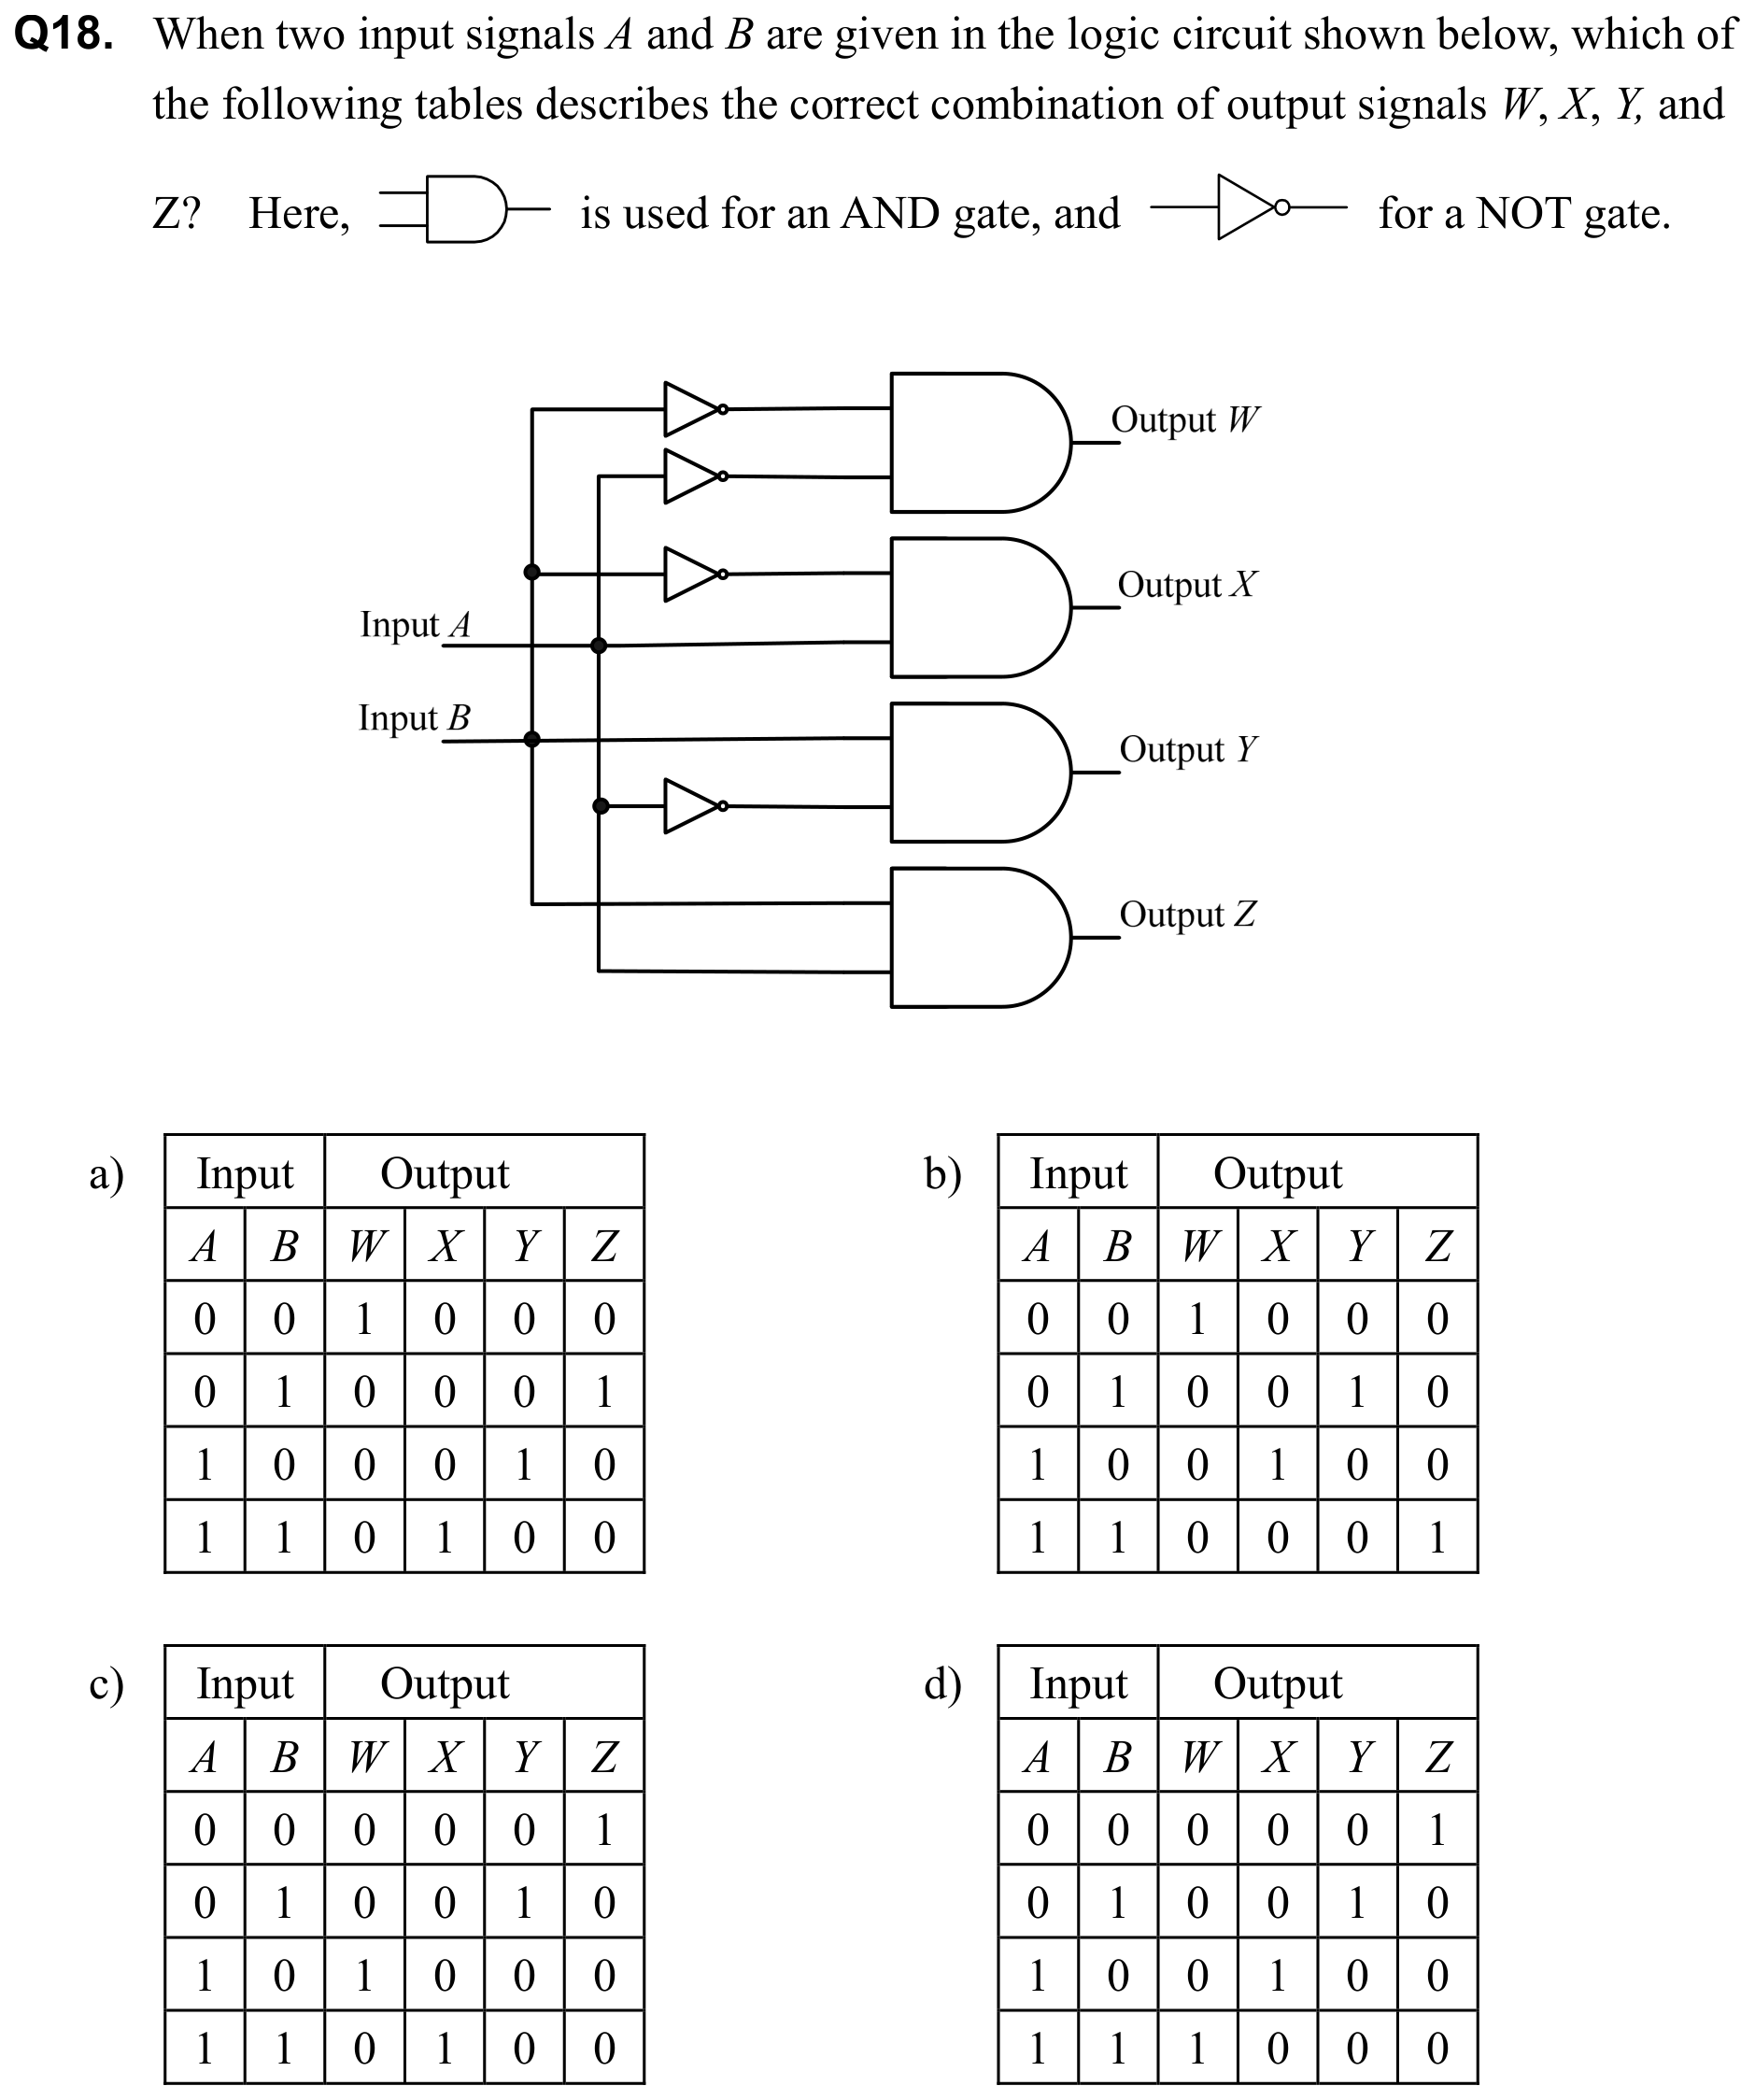 Q18. When two input signals A and B are given in the logic circuit shown below, which of
the following tables describes the correct combination of output signals W, X, Y, and
Z? Here, is used for an AND gate, and for a NOT gate.
Output W
Output X
Input A
Input B
Output Y
Output Z
a)
Input Output
A B W X Y Z
0 0 1 0 0 0
0 1 0 0 0 1
1 0 0 0 1 0
1 1 0 1 0 0
b)
Input Output
A B W X Y Z
0 0 1 0 0 0
0 1 0 0 1 0
1 0 0 1 0 0
1 1 0 0 0 1
c)
Input Output
A B W X Y Z
0 0 0 0 0 1
0 1 0 0 1 0
1 0 1 0 0 0
1 1 0 1 0 0
d)
Input Output
A B W X Y Z
0 0 0 0 0 1
0 1 0 0 1 0
1 0 0 1 0 0
1 1 1 0 0 0